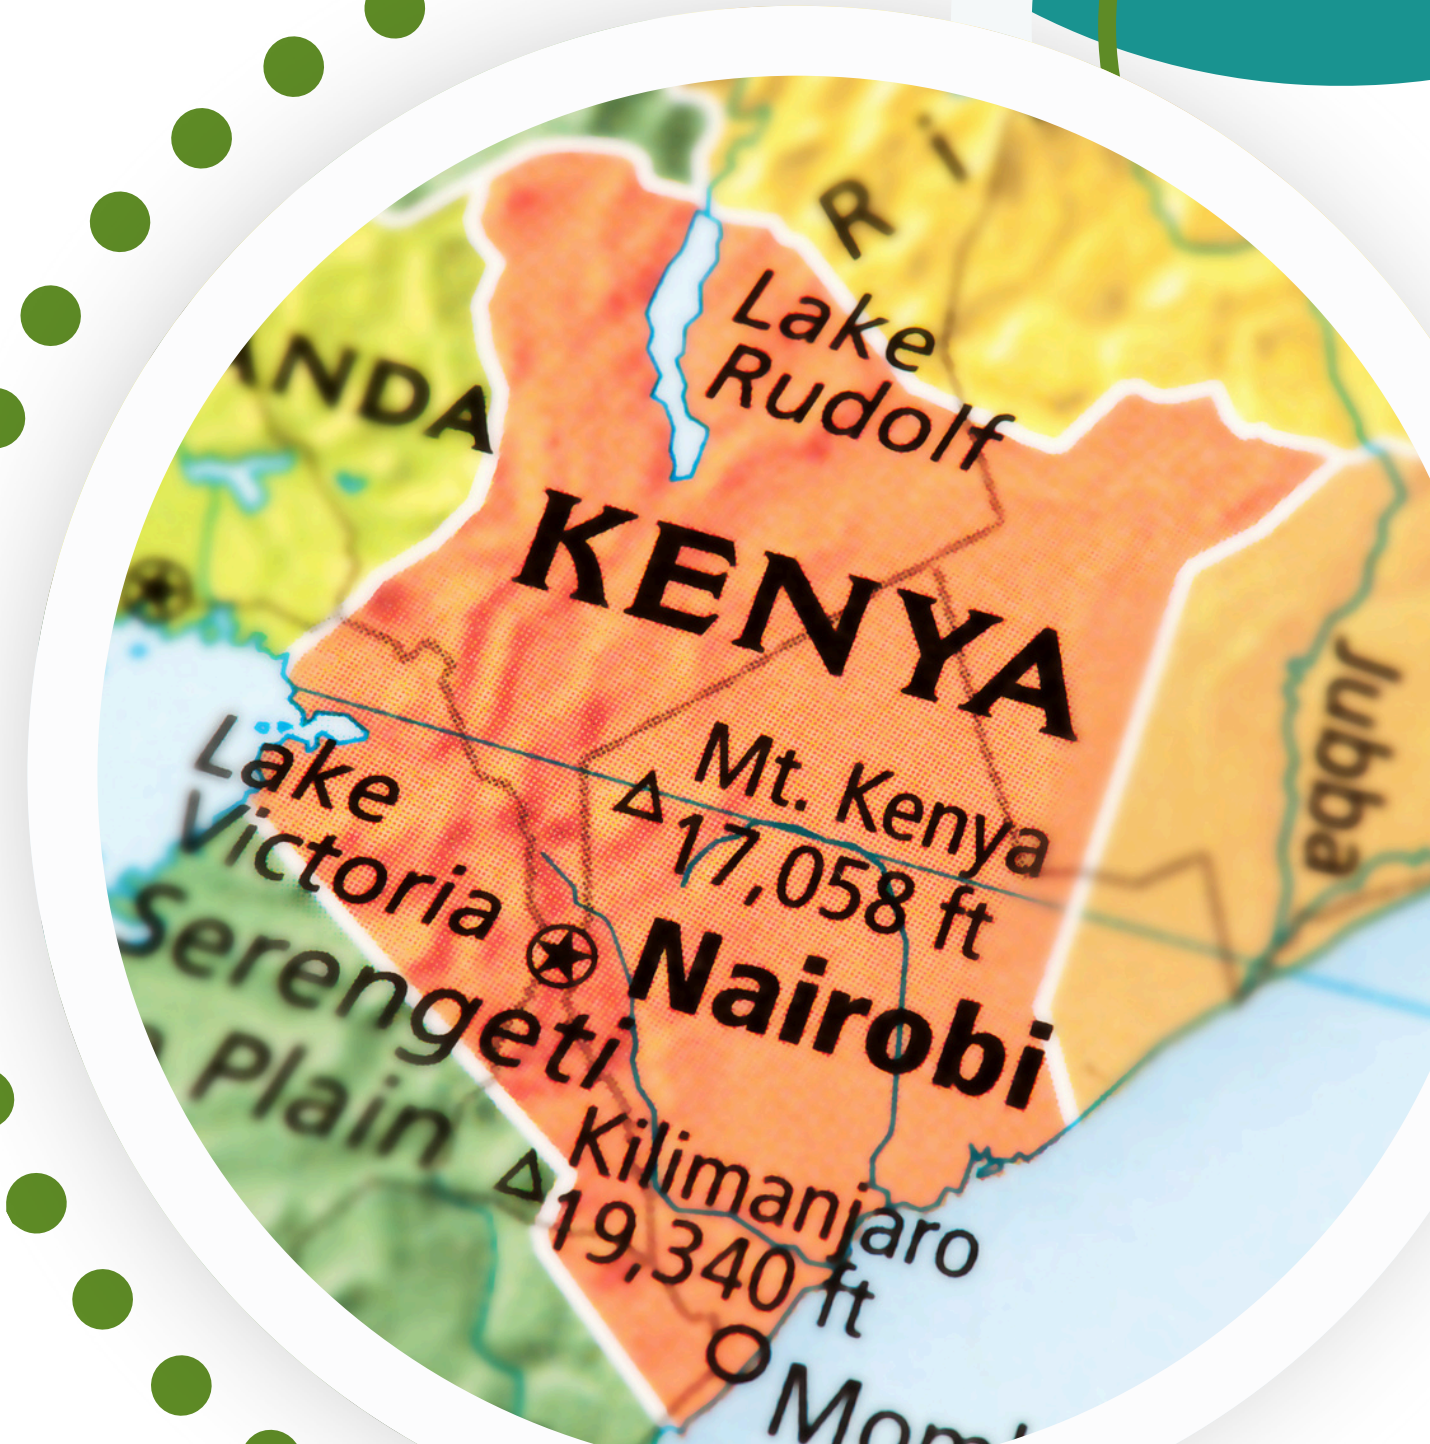 R i
Lake
Rudolf
ANDA
KENYA
Jubba
Mt. Kenya
17,058 ft
Lake
Victoria
Nairobi
Serengeti
Plain
Kilimanjaro
19,340 ft